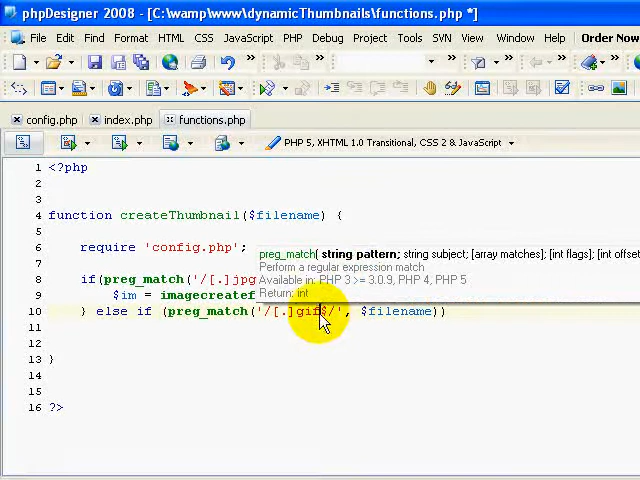 phpDesigner 2008 - [C:\wamp\www\dynamicThumbnails\functions.php *]
File Edit Find Insert Format HTML CSS JavaScript PHP Debug Project Tools SVN View Window Help Order Now
config.php index.php functions.php
PHP 5, XHTML 1.0 Transitional, CSS 2 & JavaScript
1 <?php
2
3
4 function createThumbnail($filename) {
5
6 require 'config.php';
preg_match( string pattern; string subject; [array matches]; [int flags]; [int offset
7
Perform a regular expression match
8 if(preg_match('/[.]jpg
Available in: PHP 3 >= 3.0.9, PHP 4, PHP 5
9 $im = imagecreatef
Return: int
10 } else if (preg_match('/[.]gif$/', $filename))
11
12
13 }
14
15
16 ?>